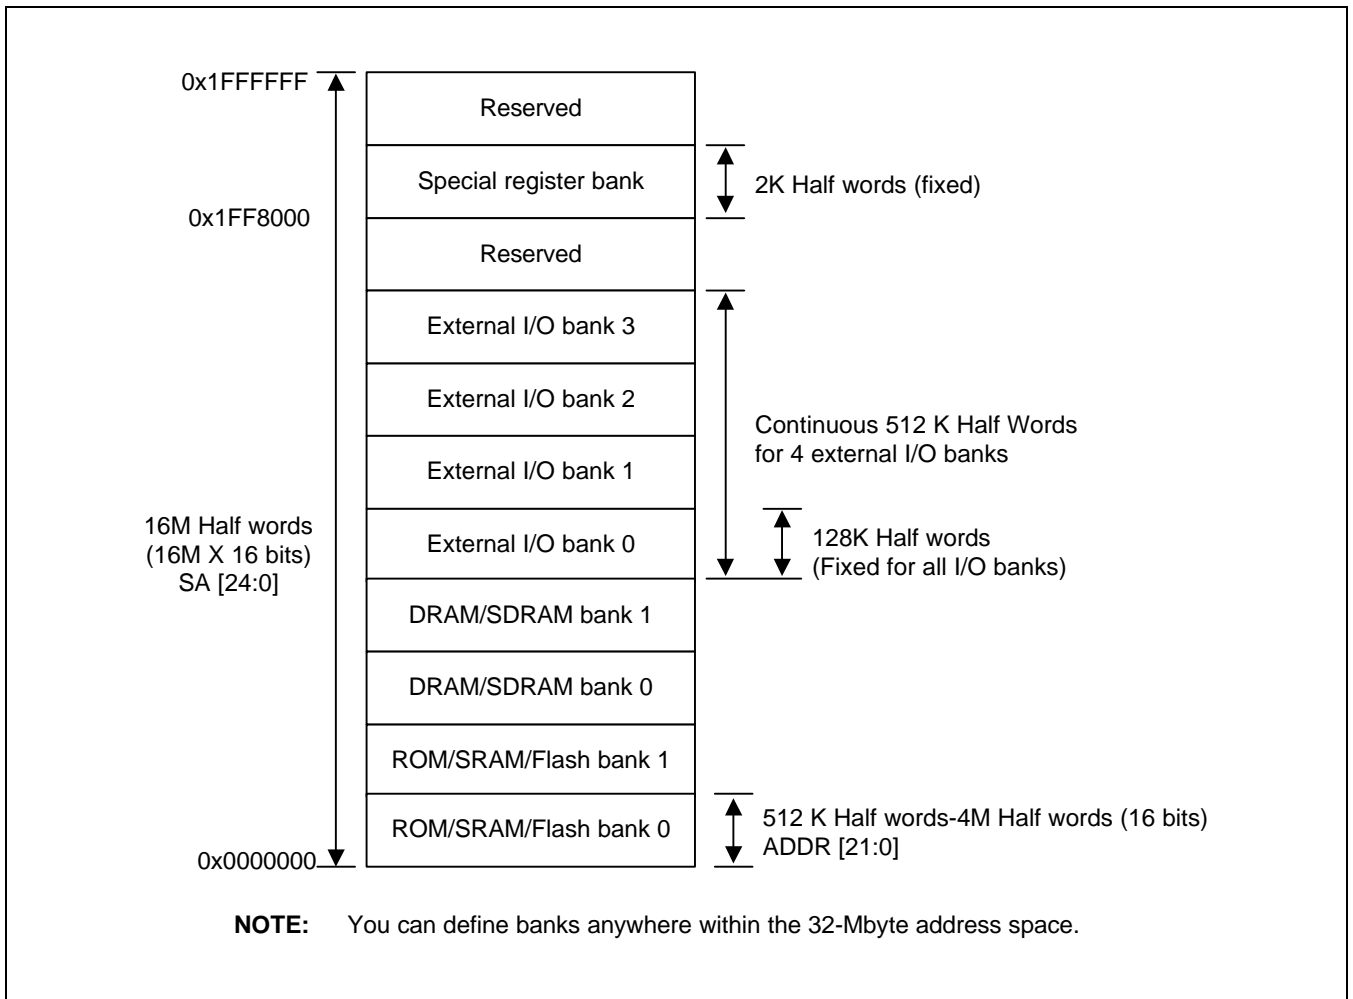 0x1FFFFFF
Reserved
Special register bank
2K Half words (fixed)
0x1FF8000
Reserved
External I/O bank 3
External I/O bank 2
Continuous 512 K Half Words
for 4 external I/O banks
External I/O bank 1
16M Half words
(16M X 16 bits)
SA [24:0]
External I/O bank 0
128K Half words
(Fixed for all I/O banks)
DRAM/SDRAM bank 1
DRAM/SDRAM bank 0
ROM/SRAM/Flash bank 1
ROM/SRAM/Flash bank 0
512 K Half words-4M Half words (16 bits)
ADDR [21:0]
0x0000000
NOTE: You can define banks anywhere within the 32-Mbyte address space.